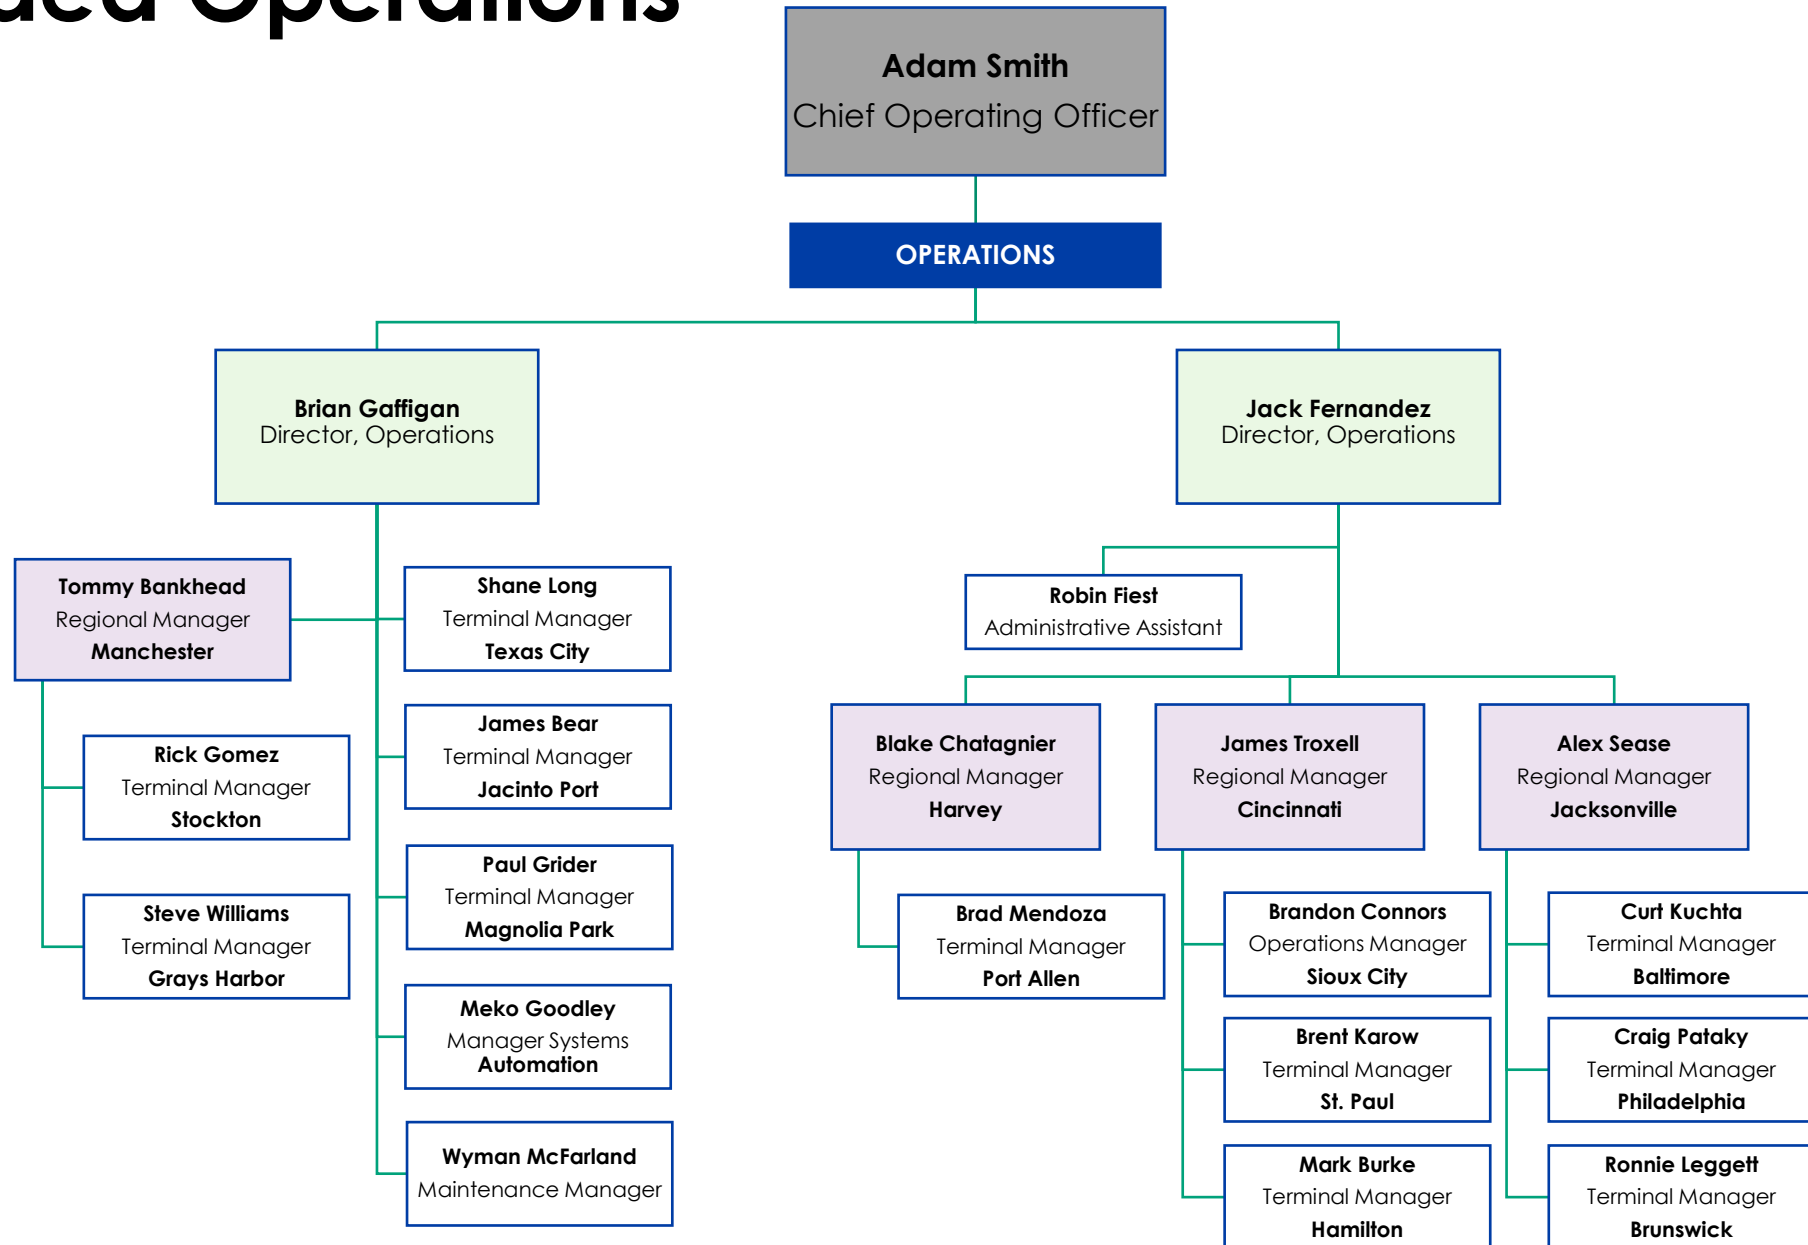 Operations
Adam Smith
Chief Operating Officer
OPERATIONS
Brian Gaffigan
Director, Operations
Jack Fernandez
Director, Operations
Tommy Bankhead
Regional Manager
Manchester
Rick Gomez
Terminal Manager
Stockton
Steve Williams
Terminal Manager
Grays Harbor
Shane Long
Terminal Manager
Texas City
James Bear
Terminal Manager
Jacinto Port
Paul Grider
Terminal Manager
Magnolia Park
Meko Goodley
Manager Systems
Automation
Wyman McFarland
Maintenance Manager
Robin Fiest
Administrative Assistant
Blake Chatagnier
Regional Manager
Harvey
Brad Mendoza
Terminal Manager
Port Allen
James Troxell
Regional Manager
Cincinnati
Brandon Connors
Operations Manager
Sioux City
Brent Karow
Terminal Manager
St. Paul
Mark Burke
Terminal Manager
Hamilton
Alex Sease
Regional Manager
Jacksonville
Curt Kuchta
Terminal Manager
Baltimore
Craig Pataky
Terminal Manager
Philadelphia
Ronnie Leggett
Terminal Manager
Brunswick